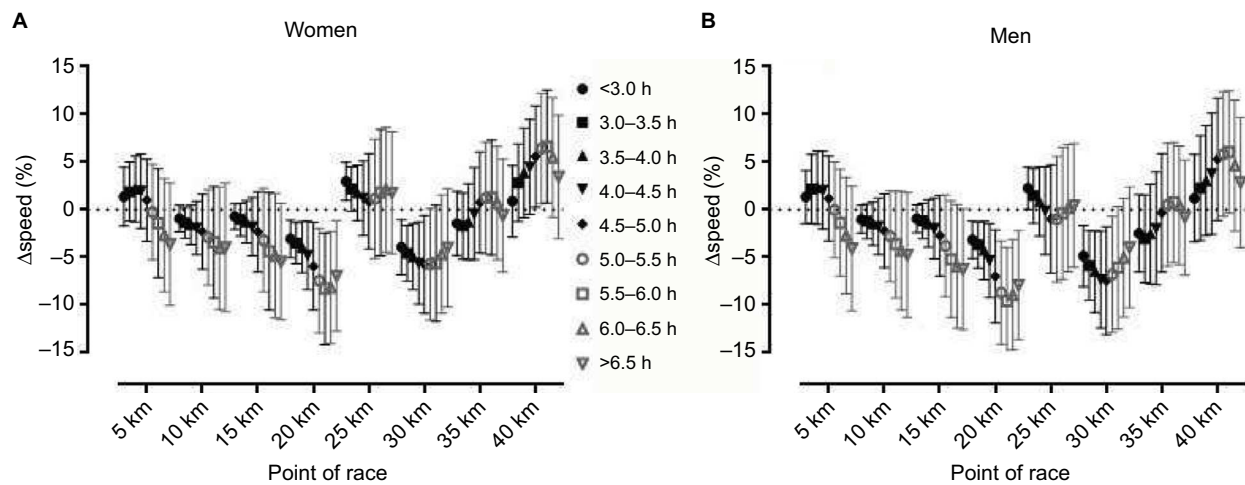 A
Women
15
10
5
0
–5
–10
–15
Δspeed (%)
5 km
10 km
15 km
20 km
25 km
30 km
35 km
40 km
Point of race
<3.0 h
3.0–3.5 h
3.5–4.0 h
4.0–4.5 h
4.5–5.0 h
5.0–5.5 h
5.5–6.0 h
6.0–6.5 h
>6.5 h
B
Men
15
10
5
0
–5
–10
–15
Δspeed (%)
5 km
10 km
15 km
20 km
25 km
30 km
35 km
40 km
Point of race